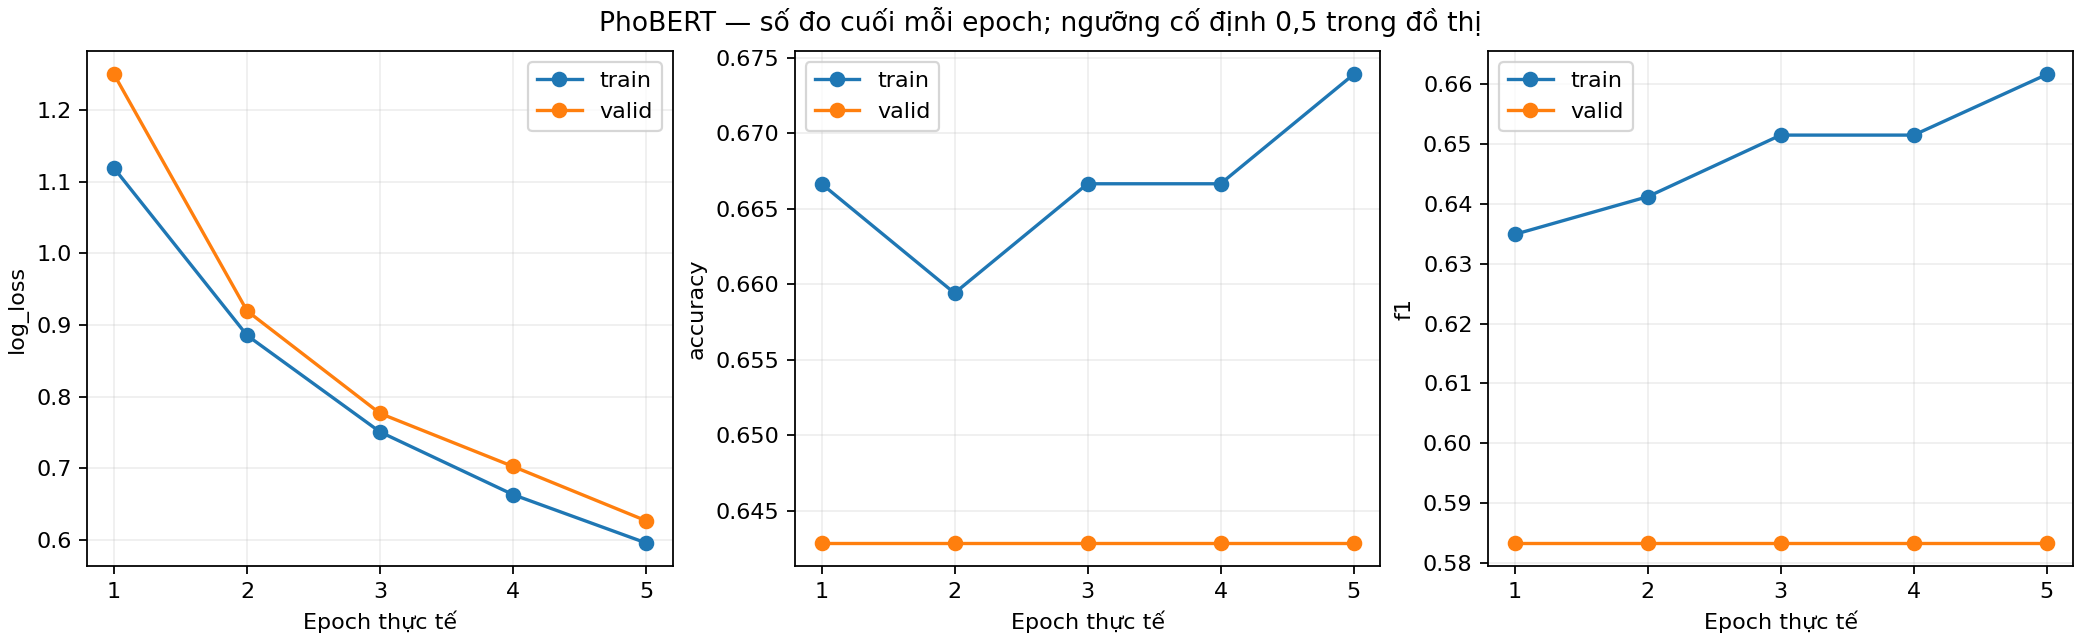 PhoBERT — số đo cuối mỗi epoch; ngưỡng cố định 0,5 trong đồ thị
log_loss
1.2
1.1
1.0
0.9
0.8
0.7
0.6
train
valid
1 2 3 4 5
Epoch thực tế
accuracy
0.675
0.670
0.665
0.660
0.655
0.650
0.645
train
valid
1 2 3 4 5
Epoch thực tế
f1
0.66
0.65
0.64
0.63
0.62
0.61
0.60
0.59
0.58
train
valid
1 2 3 4 5
Epoch thực tế